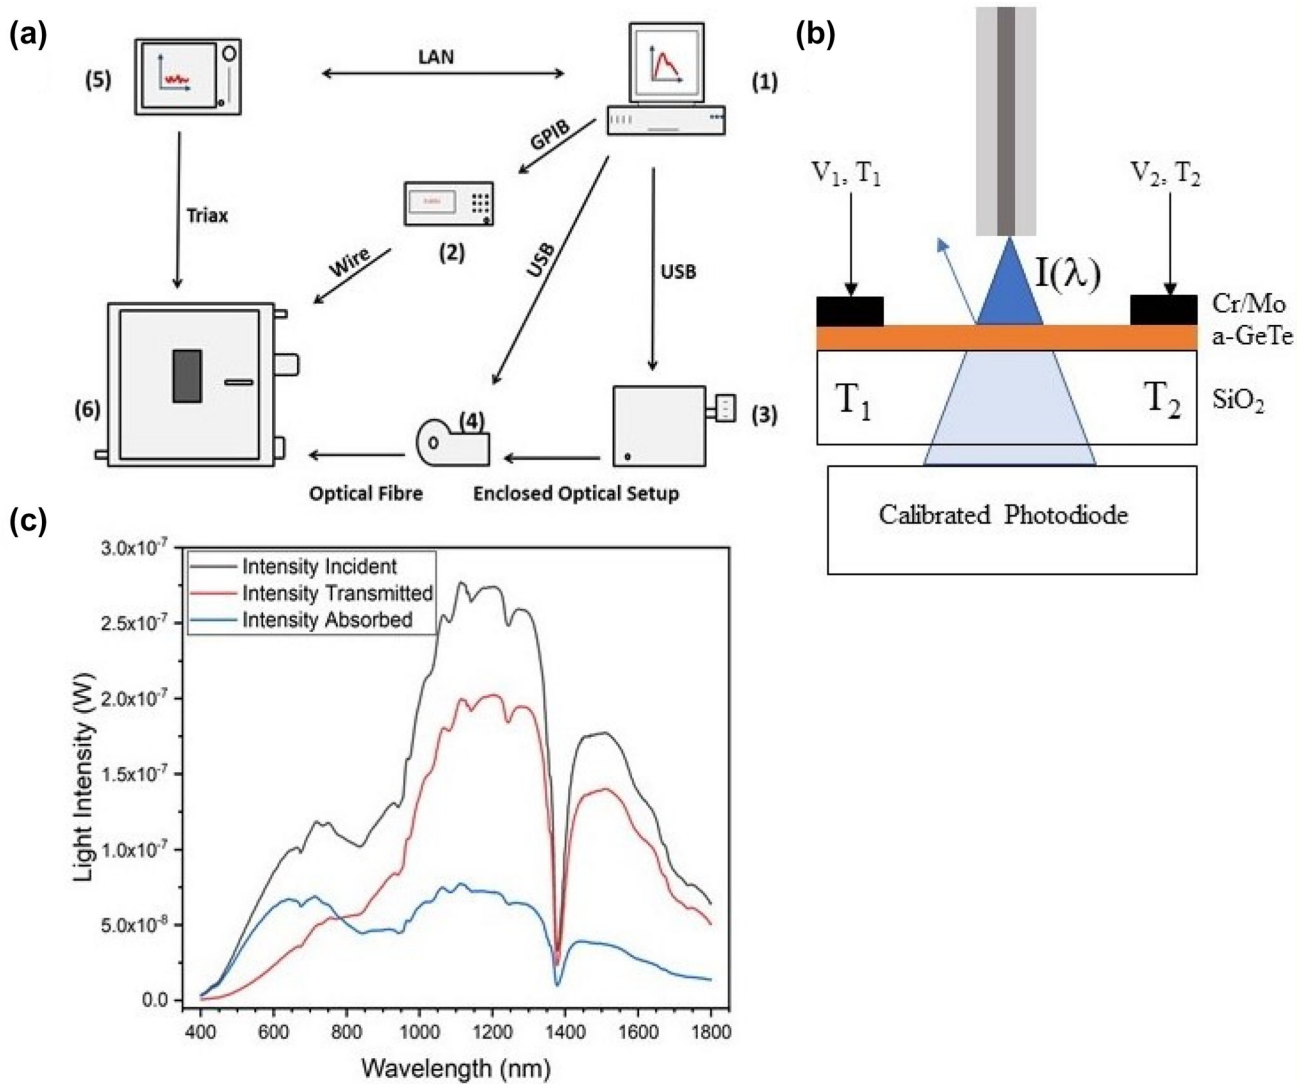 (a)
(5)
LAN
(1)
GPIB
Triax
(2)
Wire
USB
USB
(6)
(4)
(3)
Optical Fibre
Enclosed Optical Setup
(b)
V₁, T₁
V₂, T₂
I(λ)
Cr/Mo
a-GeTe
T₁
T₂
SiO₂
Calibrated Photodiode
(c)
3.0x10⁻⁷
2.5x10⁻⁷
2.0x10⁻⁷
1.5x10⁻⁷
1.0x10⁻⁷
5.0x10⁻⁸
0.0
Light Intensity (W)
Intensity Incident
Intensity Transmitted
Intensity Absorbed
400 600 800 1000 1200 1400 1600 1800
Wavelength (nm)